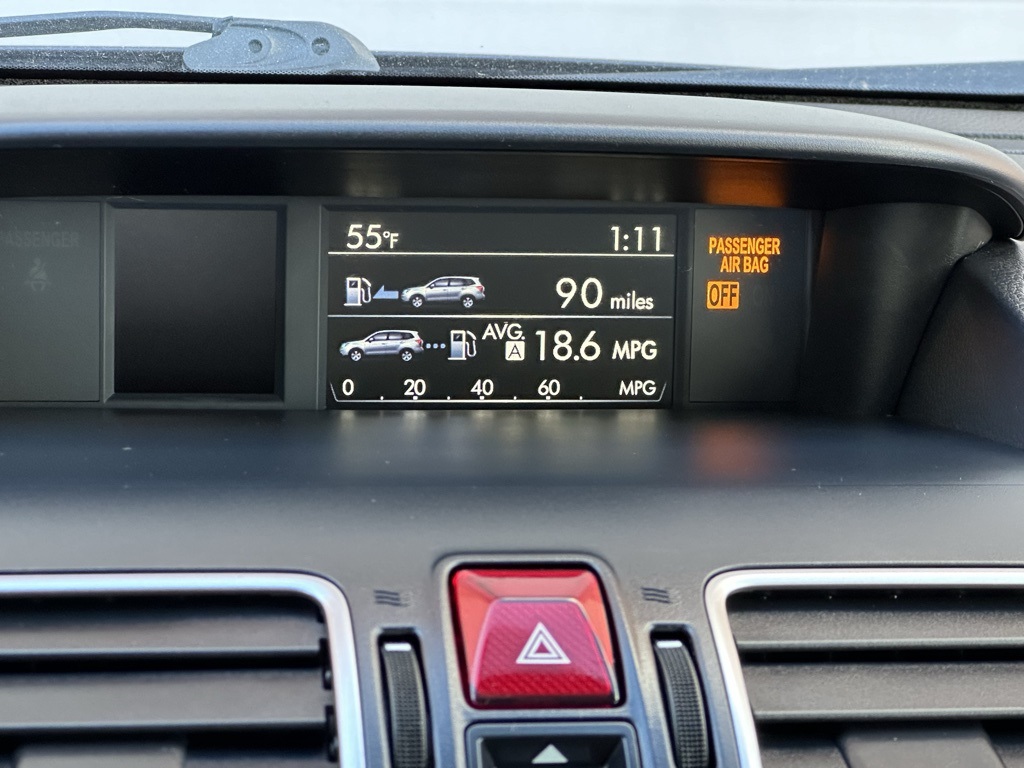 55°F 1:11
90 miles
AVG.
A 18.6 MPG
0 20 40 60 MPG
PASSENGER
AIR BAG
OFF
PASSENGER